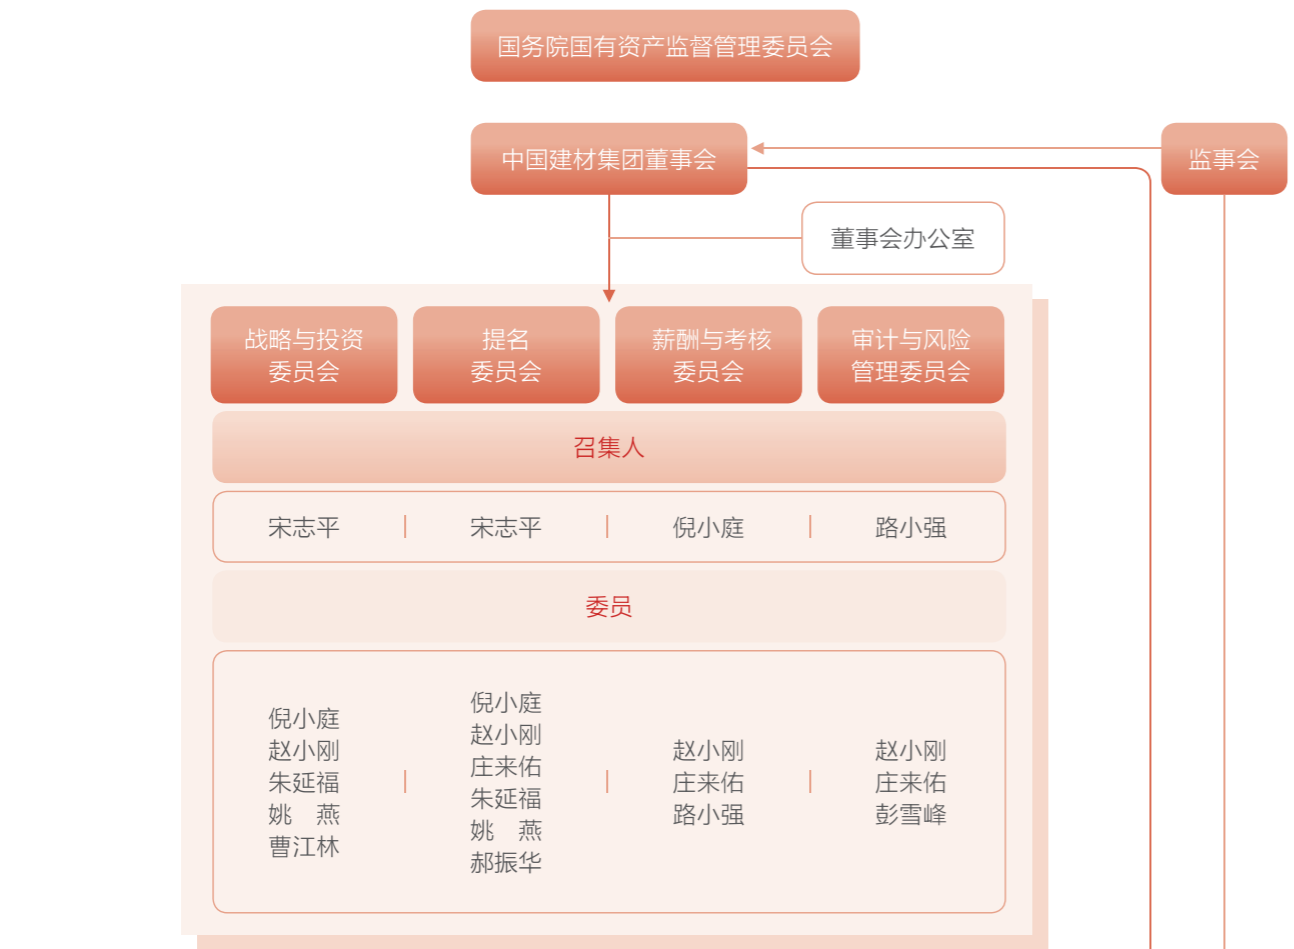 国务院国有资产监督管理委员会
中国建材集团董事会
监事会
董事会办公室
战略与投资
委员会
提名
委员会
薪酬与考核
委员会
审计与风险
管理委员会
召集人
宋志平
宋志平
倪小庭
路小强
委员
倪小庭
赵小刚
朱延福
姚　燕
曹江林
倪小庭
赵小刚
庄来佑
朱延福
姚　燕
郝振华
赵小刚
庄来佑
路小强
赵小刚
庄来佑
彭雪峰